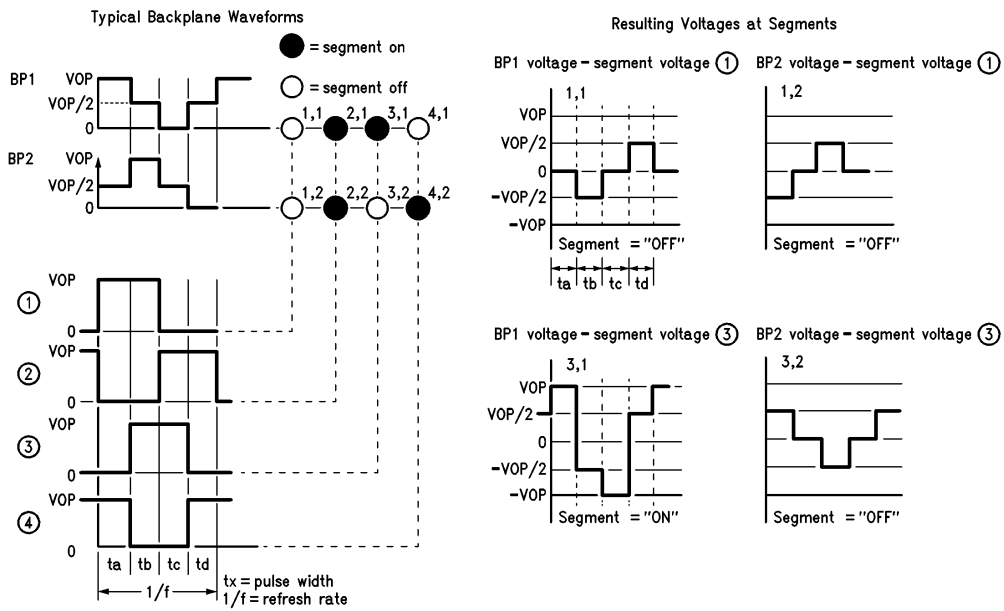 Typical Backplane Waveforms
● = segment on
○ = segment off
BP1
VOP
VOP/2
0
1,1 2,1 3,1 4,1
BP2
VOP
VOP/2
0
1,2 2,2 3,2 4,2
1
VOP
0
2
VOP
0
3
VOP
0
4
VOP
0
ta tb tc td
1/f
tx = pulse width
1/f = refresh rate
Resulting Voltages at Segments
BP1 voltage – segment voltage 1
1,1
VOP
VOP/2
0
-VOP/2
-VOP
Segment = "OFF"
ta tb tc td
BP2 voltage – segment voltage 1
1,2
Segment = "OFF"
BP1 voltage – segment voltage 3
3,1
VOP
VOP/2
0
-VOP/2
-VOP
Segment = "ON"
BP2 voltage – segment voltage 3
3,2
Segment = "OFF"